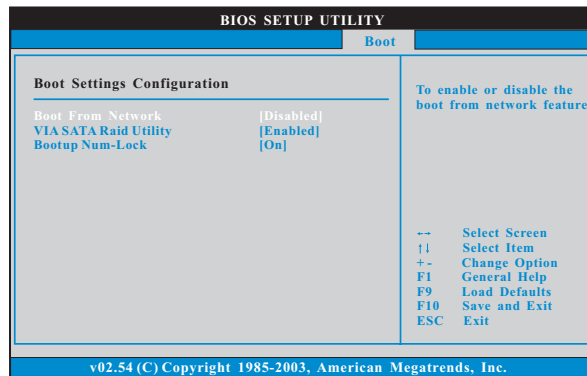 BIOS SETUP UTILITY
Boot
Boot Settings Configuration
Boot From Network [Disabled]
VIA SATA Raid Utility [Enabled]
Bootup Num-Lock [On]
To enable or disable the
boot from network feature
←→ Select Screen
↑↓ Select Item
+ - Change Option
F1 General Help
F9 Load Defaults
F10 Save and Exit
ESC Exit
v02.54 (C) Copyright 1985-2003, American Megatrends, Inc.